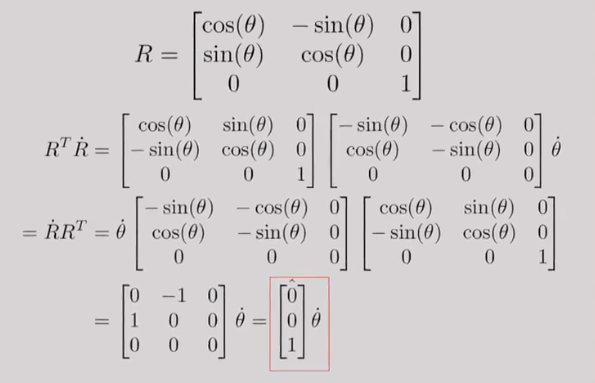 R = [cos(θ) − sin(θ) 0; sin(θ) cos(θ) 0; 0 0 1]
RᵀṘ = [cos(θ) sin(θ) 0; − sin(θ) cos(θ) 0; 0 0 1] [− sin(θ) − cos(θ) 0; cos(θ) − sin(θ) 0; 0 0 0] θ̇
= ṘRᵀ = θ̇ [− sin(θ) − cos(θ) 0; cos(θ) − sin(θ) 0; 0 0 0] [cos(θ) sin(θ) 0; − sin(θ) cos(θ) 0; 0 0 1]
= [0 −1 0; 1 0 0; 0 0 0] θ̇ = [0; 0; 1]^ θ̇